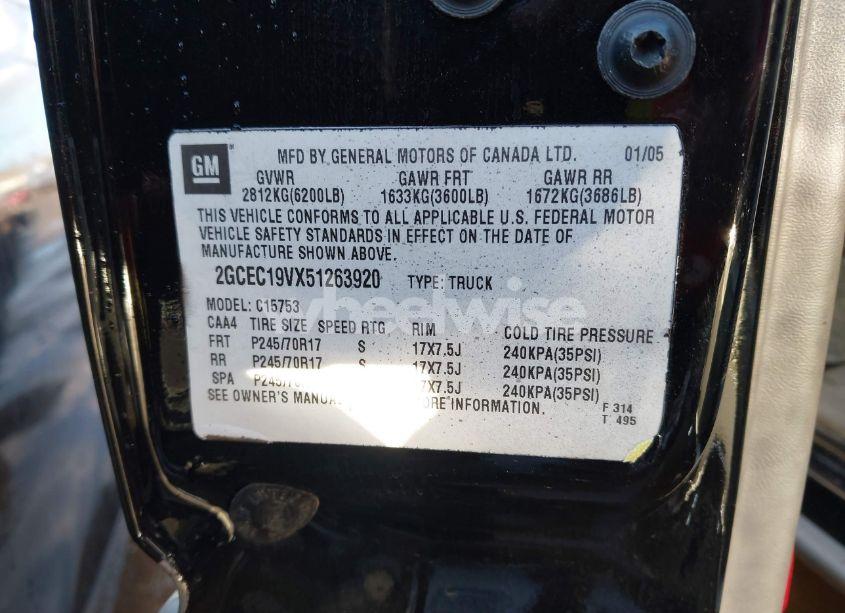 GM
MFD BY GENERAL MOTORS OF CANADA LTD. 01/05
GVWR GAWR FRT GAWR RR
2812KG(6200LB) 1633KG(3600LB) 1672KG(3686LB)
THIS VEHICLE CONFORMS TO ALL APPLICABLE U.S. FEDERAL MOTOR
VEHICLE SAFETY STANDARDS IN EFFECT ON THE DATE OF
MANUFACTURE SHOWN ABOVE.
2GCEC19VX51263920 TYPE: TRUCK
wheelwise
MODEL: C15753
CAA4 TIRE SIZE SPEED RTG RIM COLD TIRE PRESSURE
FRT P245/70R17 S 17X7.5J 240KPA(35PSI)
RR P245/70R17 S 17X7.5J 240KPA(35PSI)
SPA 17X7.5J 240KPA(35PSI)
SEE OWNER'S MANUAL MORE INFORMATION.
F 314
T 495